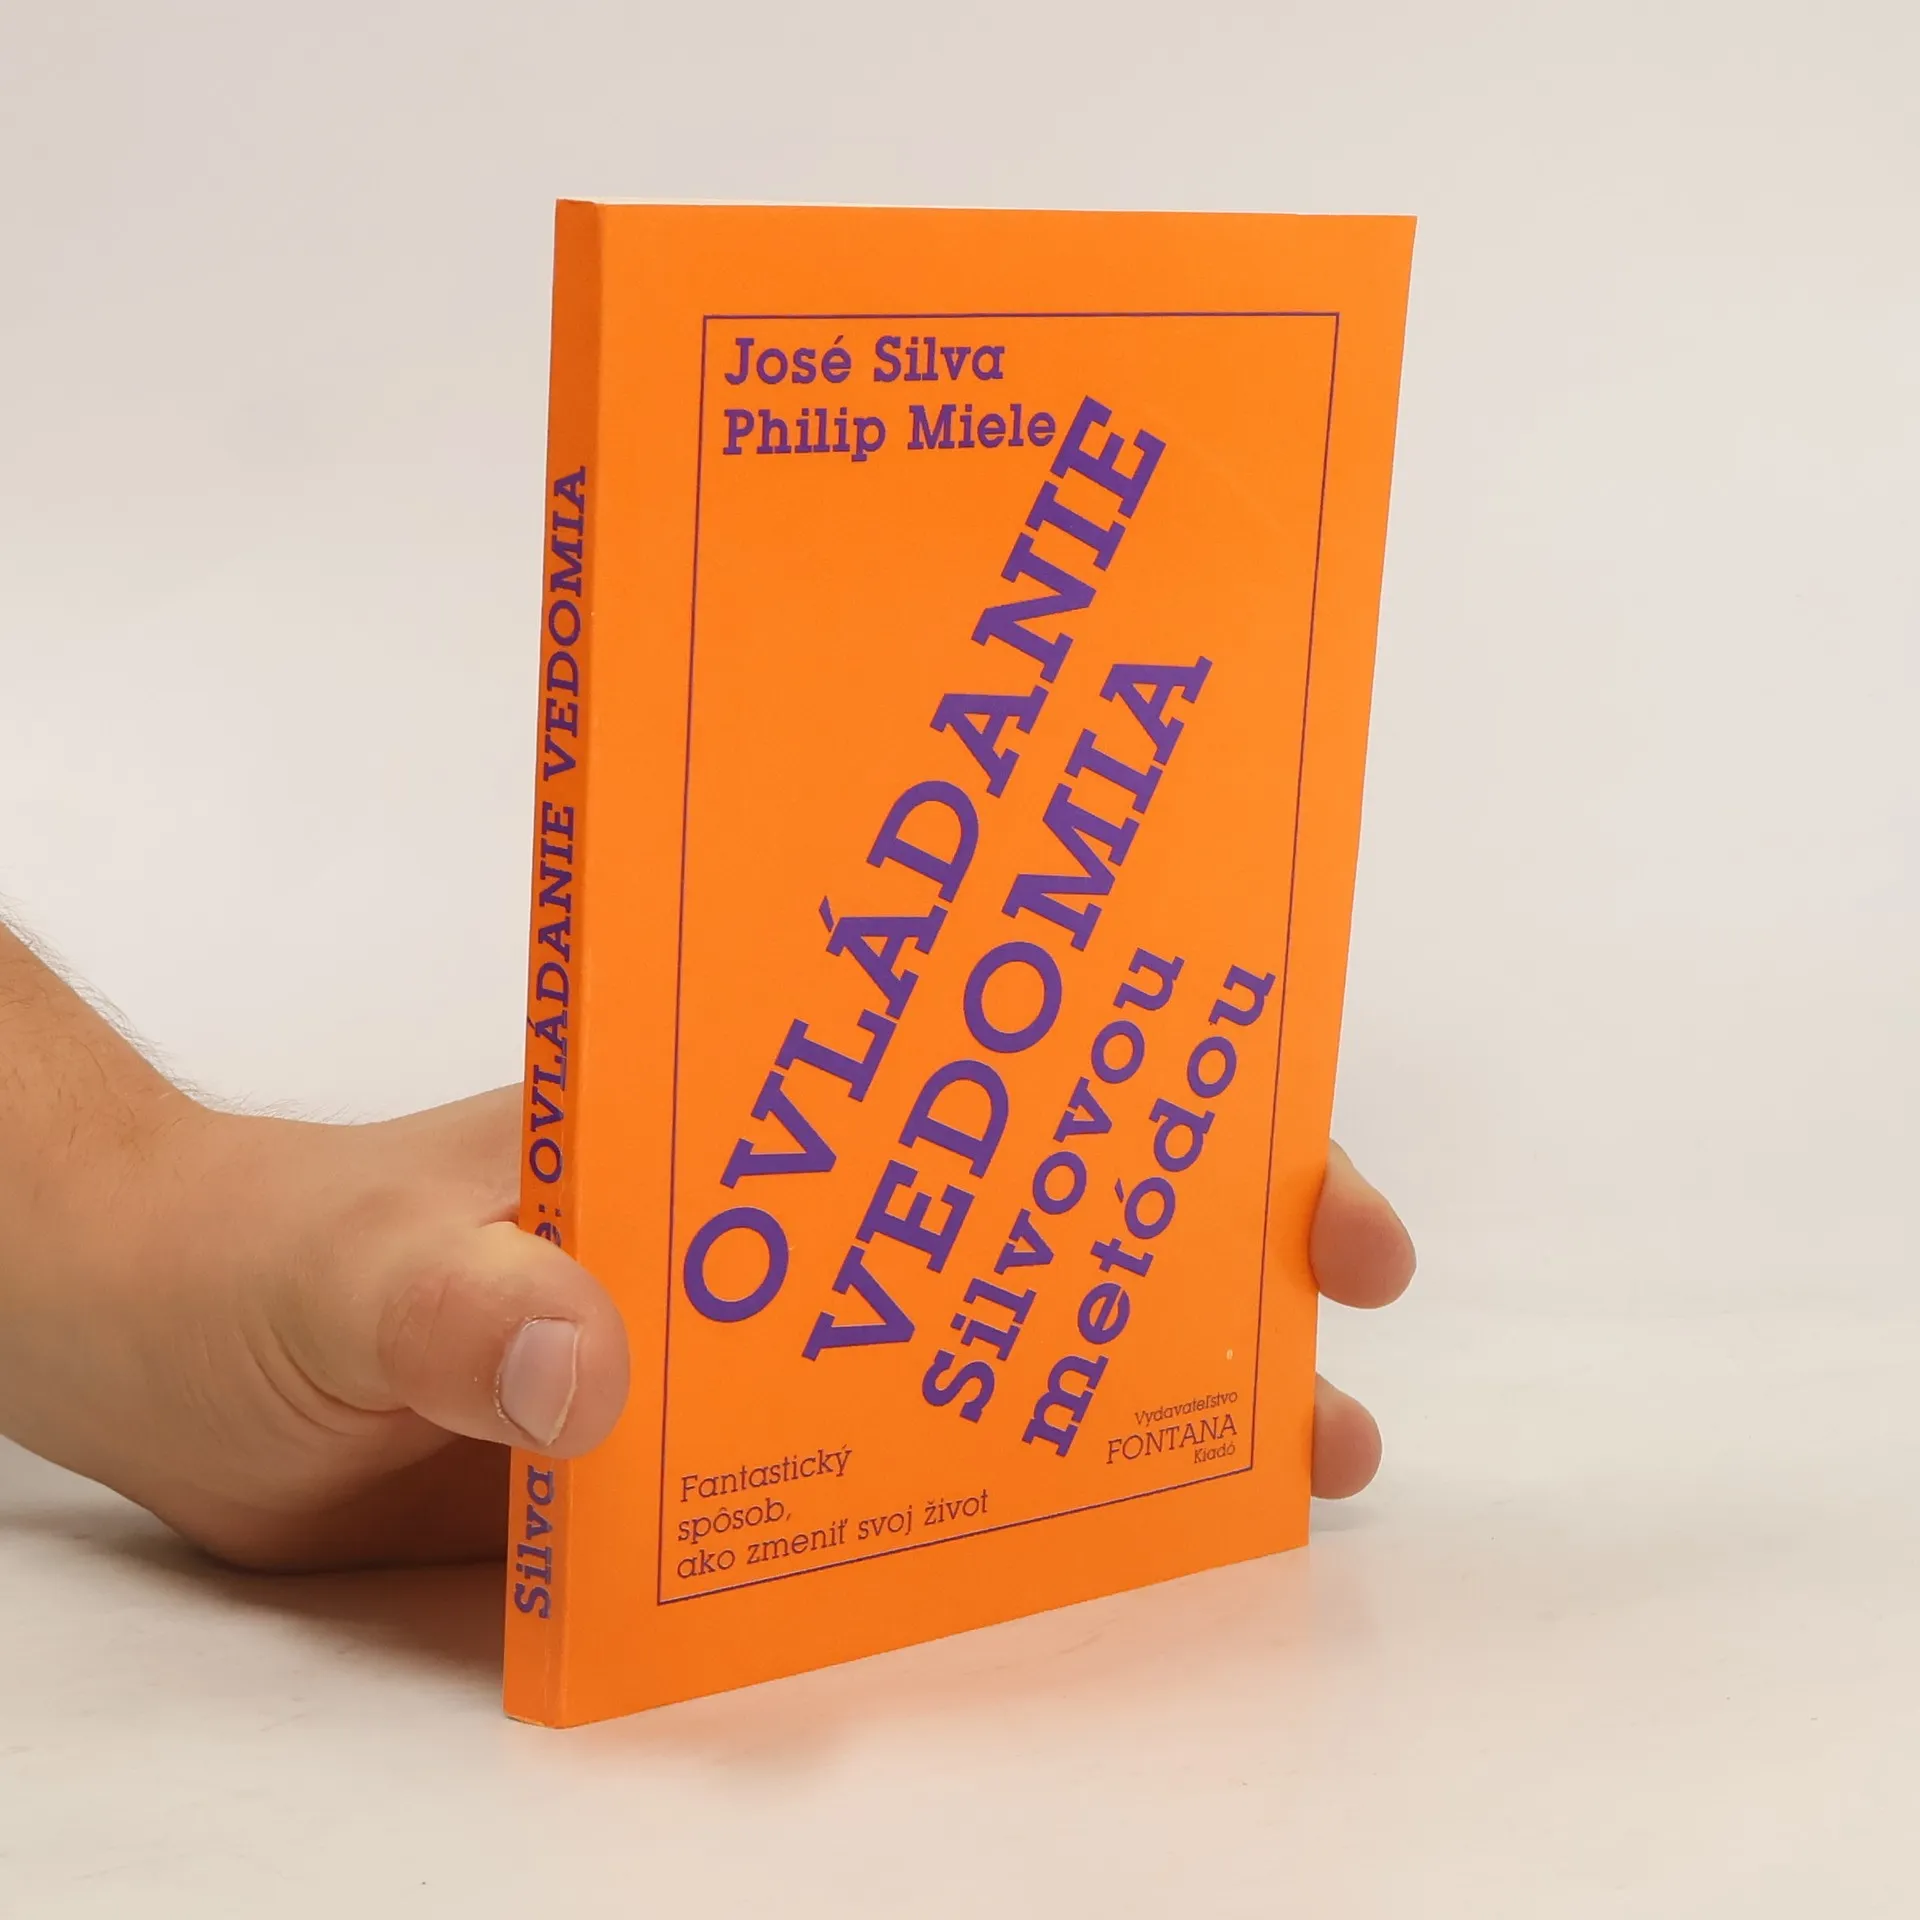 José Silva
Philip Miele
OVLÁDANIE
VEDOMIA
Silvovou
metódou
Fantastický
spôsob,
ako zmeniť svoj život
Vydavateľstvo
FONTANA
Kiadó
Silva e: OVLÁDANIE VEDOMIA